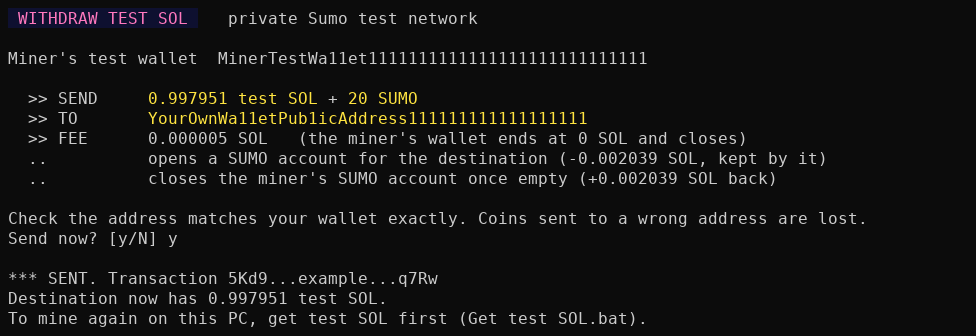 WITHDRAW TEST SOL   private Sumo test network
Miner's test wallet  MinerTestWa11et1111111111111111111111111111
>> SEND     0.997951 test SOL + 20 SUMO
>> TO       YourOwnWa11etPub1icAddress111111111111111111
>> FEE      0.000005 SOL   (the miner's wallet ends at 0 SOL and closes)
..          opens a SUMO account for the destination (-0.002039 SOL, kept by it)
..          closes the miner's SUMO account once empty (+0.002039 SOL back)
Check the address matches your wallet exactly. Coins sent to a wrong address are lost.
Send now? [y/N] y
*** SENT. Transaction 5Kd9...example...q7Rw
Destination now has 0.997951 test SOL.
To mine again on this PC, get test SOL first (Get test SOL.bat).